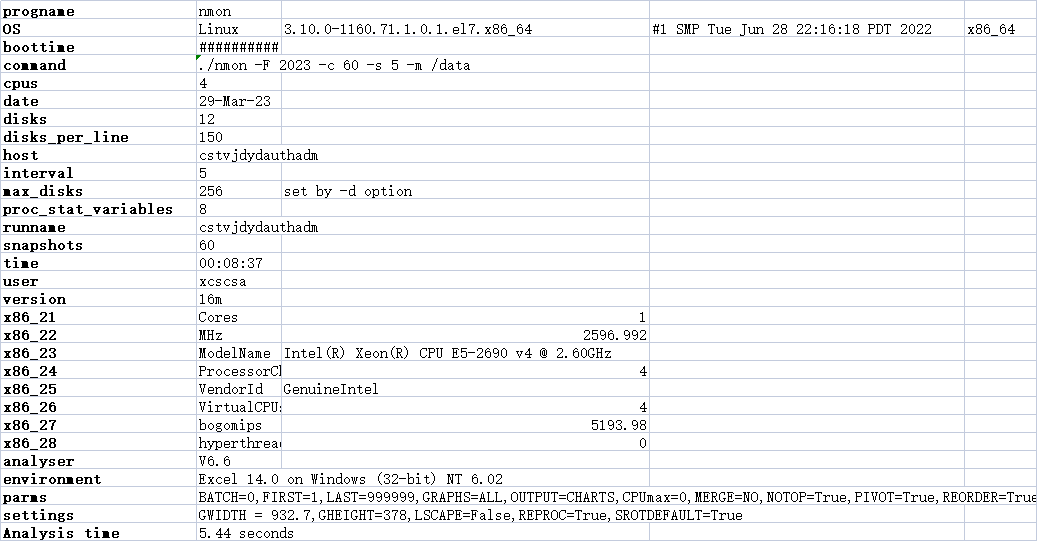 progname nmon
OS Linux 3.10.0-1160.71.1.0.1.el7.x86_64 #1 SMP Tue Jun 28 22:16:18 PDT 2022 x86_64
boottime ##########
command ./nmon -F 2023 -c 60 -s 5 -m /data
cpus 4
date 29-Mar-23
disks 12
disks_per_line 150
host cstvjdydauthadm
interval 5
max_disks 256 set by -d option
proc_stat_variables 8
runname cstvjdydauthadm
snapshots 60
time 00:08:37
user xcscsa
version 16m
x86_21 Cores 1
x86_22 MHz 2596.992
x86_23 ModelName Intel(R) Xeon(R) CPU E5-2690 v4 @ 2.60GHz
x86_24 ProcessorCh 4
x86_25 VendorId GenuineIntel
x86_26 VirtualCPUs 4
x86_27 bogomips 5193.98
x86_28 hyperthrea 0
analyser V6.6
environment Excel 14.0 on Windows (32-bit) NT 6.02
parms BATCH=0,FIRST=1,LAST=999999,GRAPHS=ALL,OUTPUT=CHARTS,CPUmax=0,MERGE=NO,NOTOP=True,PIVOT=True,REORDER=True
settings GWIDTH = 932.7,GHEIGHT=378,LSCAPE=False,REPROC=True,SROTDEFAULT=True
Analysis time 5.44 seconds